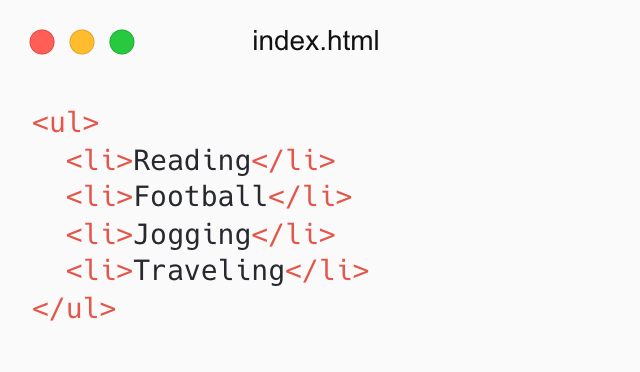 index.html
<ul>
  <li>Reading</li>
  <li>Football</li>
  <li>Jogging</li>
  <li>Traveling</li>
</ul>